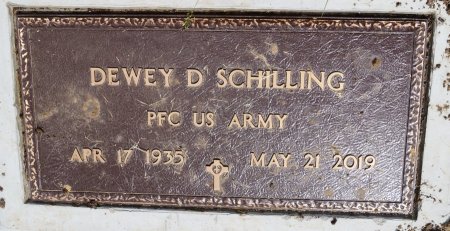 DEWEY D SCHILLING
PFC US ARMY
APR 17 1935 MAY 21 2019